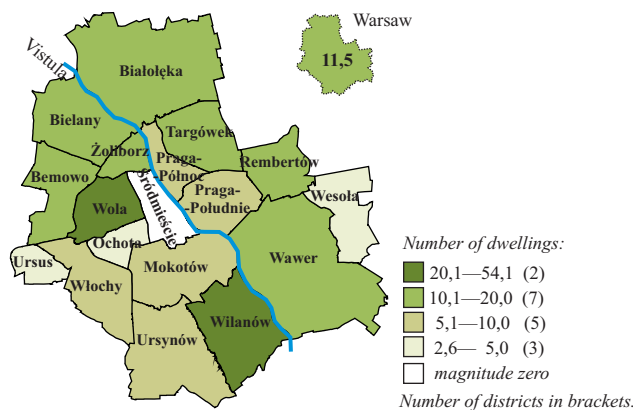 Warsaw
11,5
Vistula
Białołęka
Bielany
Targówek
Żoliborz
Praga-
-Północ
Rembertów
Bemowo
Śródmieście
Praga-
-Południe
Wesoła
Wola
Ochota
Wawer
Ursus
Mokotów
Włochy
Wilanów
Ursynów
Number of dwellings:
20,1—54,1 (2)
10,1—20,0 (7)
5,1—10,0 (5)
2,6— 5,0 (3)
magnitude zero
Number of districts in brackets.